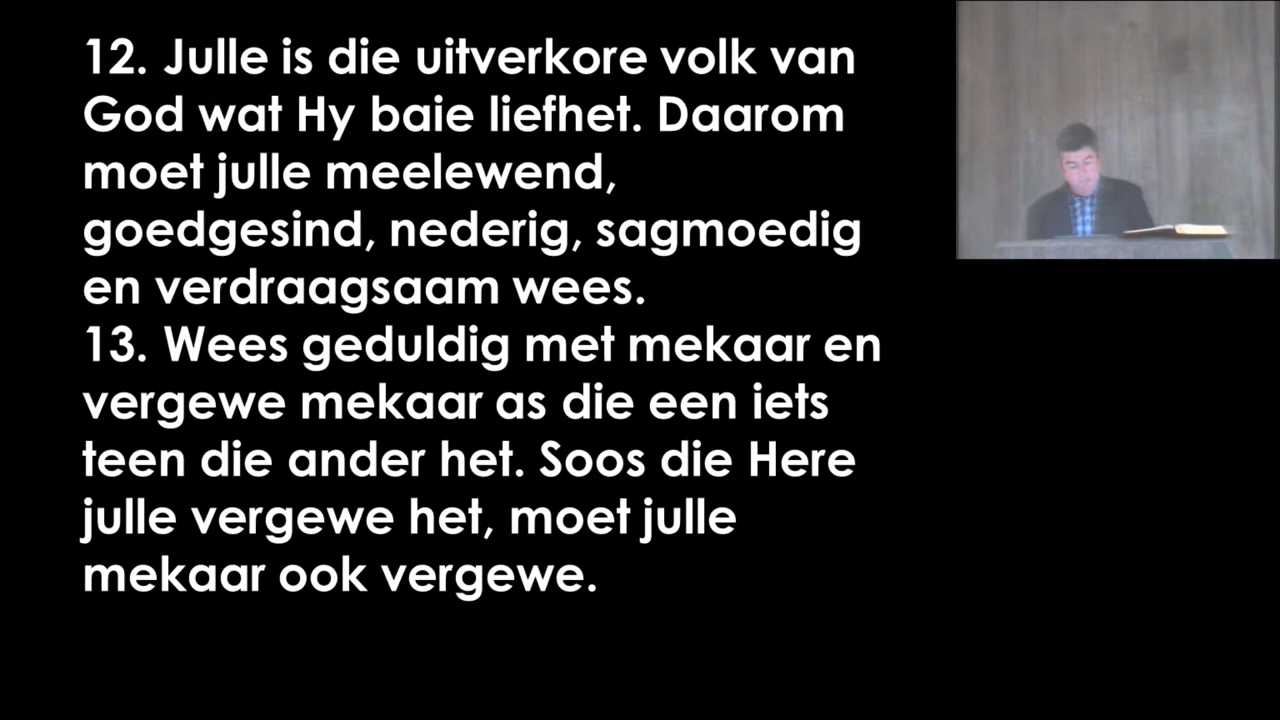 12. Julle is die uitverkore volk van
God wat Hy baie liefhet. Daarom
moet julle meelewend,
goedgesind, nederig, sagmoedig
en verdraagsaam wees.
13. Wees geduldig met mekaar en
vergewe mekaar as die een iets
teen die ander het. Soos die Here
julle vergewe het, moet julle
mekaar ook vergewe.